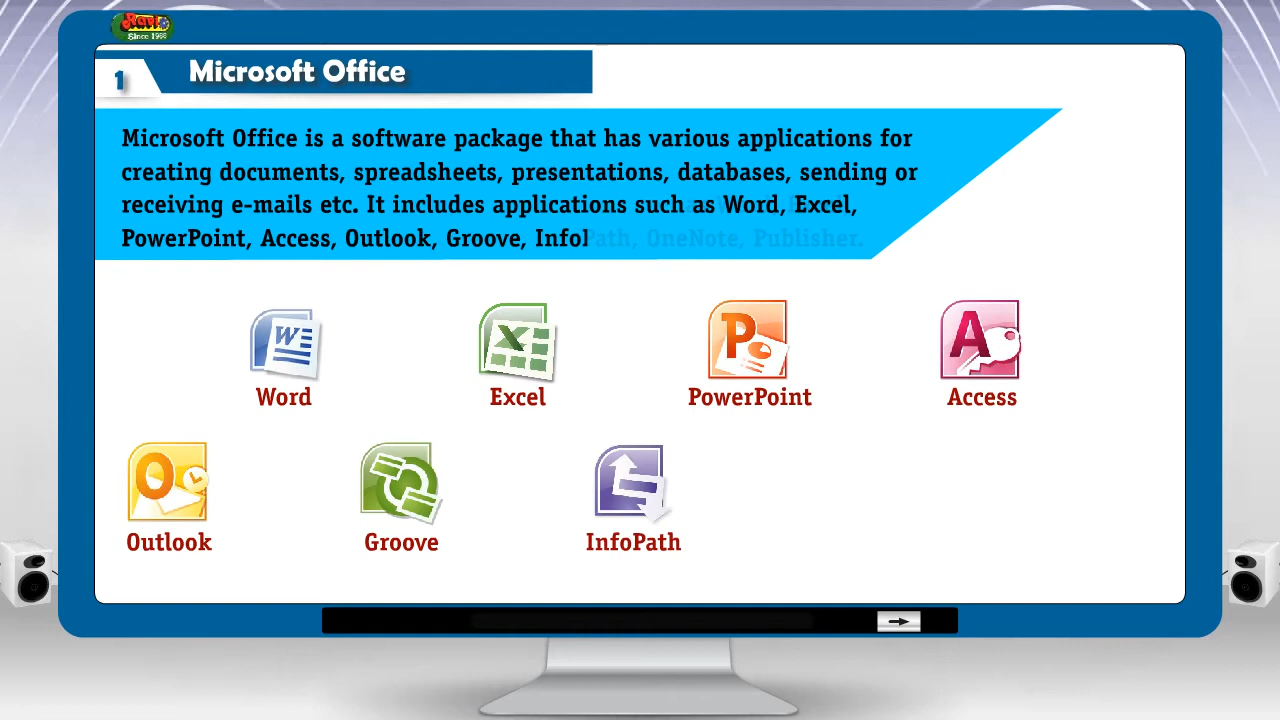 Ravi
Since 1966
1 Microsoft Office
Microsoft Office is a software package that has various applications for
creating documents, spreadsheets, presentations, databases, sending or
receiving e-mails etc. It includes applications such as Word, Excel,
PowerPoint, Access, Outlook, Groove, InfoPath, OneNote, Publisher.
Word Excel PowerPoint Access
Outlook Groove InfoPath